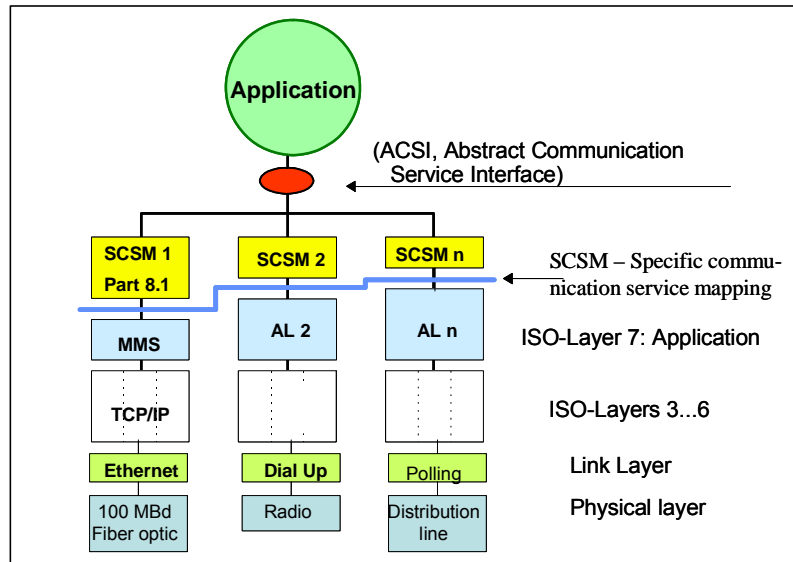 Application
(ACSI, Abstract Communication
Service Interface)
SCSM 1
Part 8.1
SCSM 2
SCSM n
SCSM – Specific commu-
nication service mapping
MMS
AL 2
AL n
ISO-Layer 7: Application
TCP/IP
ISO-Layers 3...6
Ethernet
Dial Up
Polling
Link Layer
100 MBd
Fiber optic
Radio
Distribution
line
Physical layer